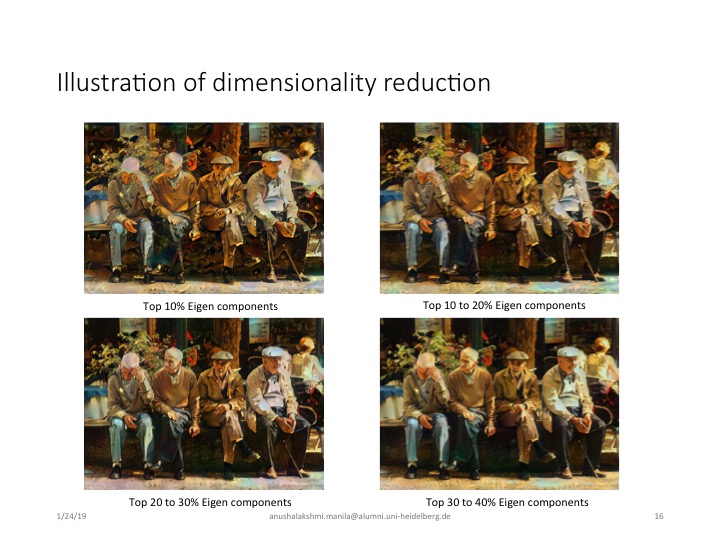 Illustration of dimensionality reduction
Top 10% Eigen components
Top 10 to 20% Eigen components
Top 20 to 30% Eigen components
Top 30 to 40% Eigen components
1/24/19
anushalakshmi.manila@alumni.uni-heidelberg.de
16